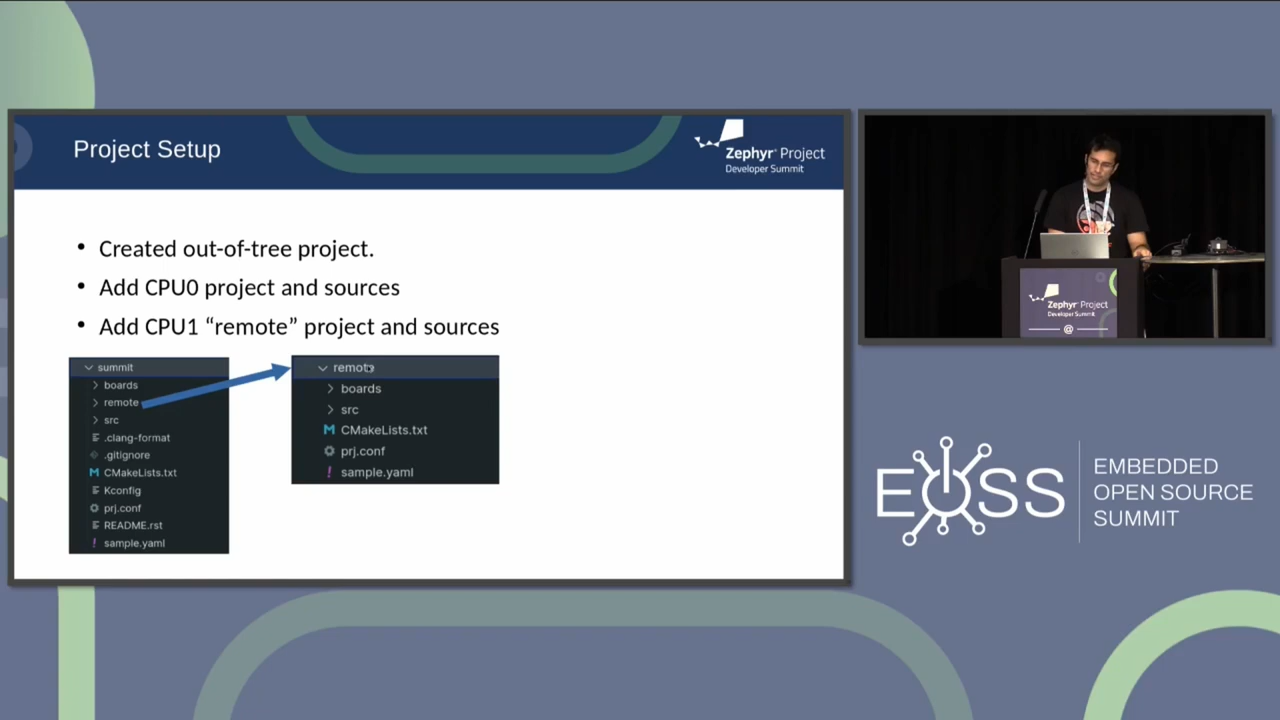 Project Setup
Zephyr® Project
Developer Summit
• Created out-of-tree project.
• Add CPU0 project and sources
• Add CPU1 “remote” project and sources
summit
boards
remote
src
.clang-format
.gitignore
CMakeLists.txt
Kconfig
prj.conf
README.rst
sample.yaml
remote
boards
src
CMakeLists.txt
prj.conf
sample.yaml
Zephyr® Project
Developer Summit
@
EOSS
EMBEDDED
OPEN SOURCE
SUMMIT